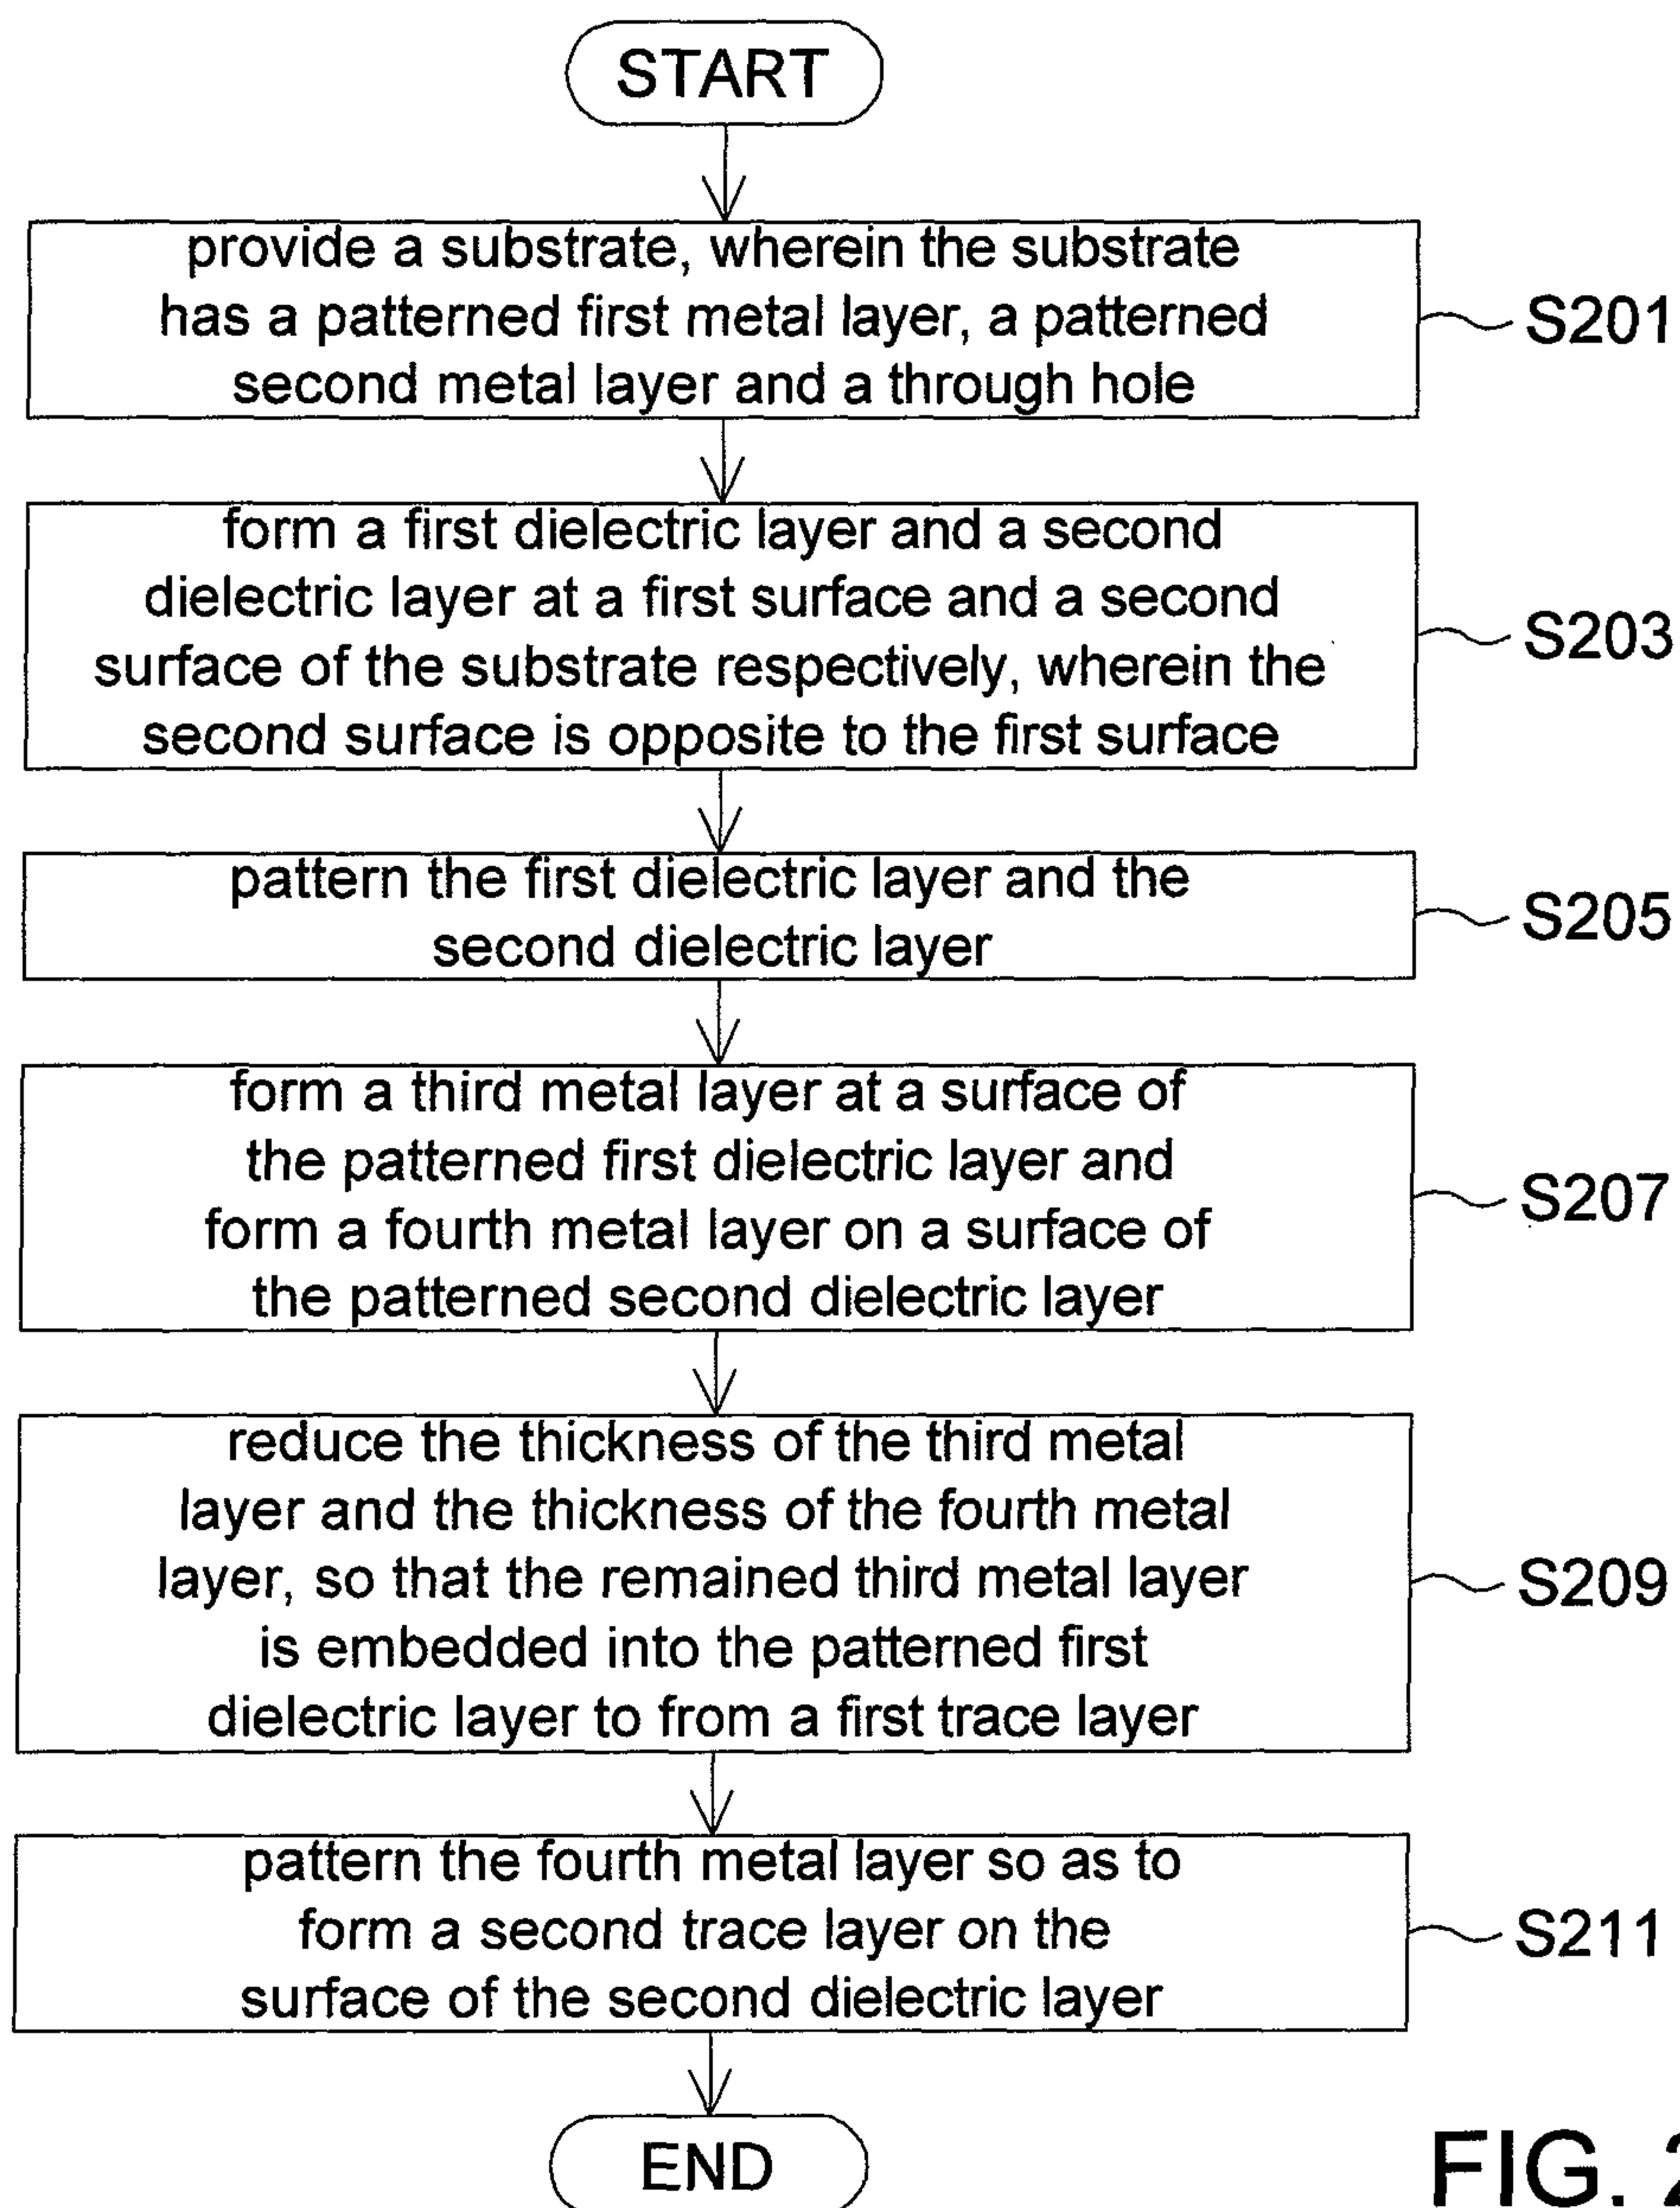 START
provide a substrate, wherein the substrate
has a patterned first metal layer, a patterned
second metal layer and a through hole
S201
form a first dielectric layer and a second
dielectric layer at a first surface and a second
surface of the substrate respectively, wherein the
second surface is opposite to the first surface
S203
pattern the first dielectric layer and the
second dielectric layer
S205
form a third metal layer at a surface of
the patterned first dielectric layer and
form a fourth metal layer on a surface of
the patterned second dielectric layer
S207
reduce the thickness of the third metal
layer and the thickness of the fourth metal
layer, so that the remained third metal layer
is embedded into the patterned first
dielectric layer to from a first trace layer
S209
pattern the fourth metal layer so as to
form a second trace layer on the
surface of the second dielectric layer
S211
END
FIG. 2